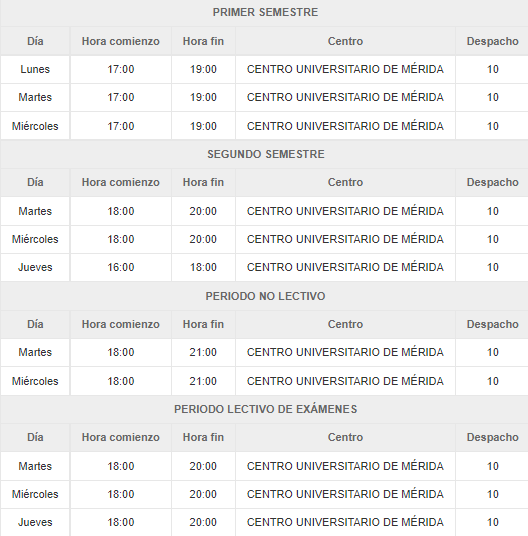 PRIMER SEMESTRE
Día Hora comienzo Hora fin Centro Despacho
Lunes 17:00 19:00 CENTRO UNIVERSITARIO DE MÉRIDA 10
Martes 17:00 19:00 CENTRO UNIVERSITARIO DE MÉRIDA 10
Miércoles 17:00 19:00 CENTRO UNIVERSITARIO DE MÉRIDA 10
SEGUNDO SEMESTRE
Día Hora comienzo Hora fin Centro Despacho
Martes 18:00 20:00 CENTRO UNIVERSITARIO DE MÉRIDA 10
Miércoles 18:00 20:00 CENTRO UNIVERSITARIO DE MÉRIDA 10
Jueves 16:00 18:00 CENTRO UNIVERSITARIO DE MÉRIDA 10
PERIODO NO LECTIVO
Día Hora comienzo Hora fin Centro Despacho
Martes 18:00 21:00 CENTRO UNIVERSITARIO DE MÉRIDA 10
Miércoles 18:00 21:00 CENTRO UNIVERSITARIO DE MÉRIDA 10
PERIODO LECTIVO DE EXÁMENES
Día Hora comienzo Hora fin Centro Despacho
Martes 18:00 20:00 CENTRO UNIVERSITARIO DE MÉRIDA 10
Miércoles 18:00 20:00 CENTRO UNIVERSITARIO DE MÉRIDA 10
Jueves 18:00 20:00 CENTRO UNIVERSITARIO DE MÉRIDA 10